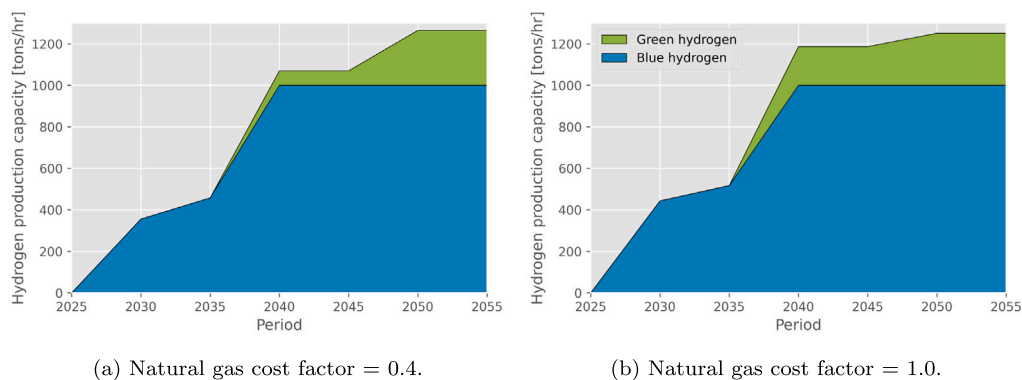 Hydrogen production capacity [tons/hr]
1200
1000
800
600
400
200
0
2025 2030 2035 2040 2045 2050 2055
Period
(a) Natural gas cost factor = 0.4.
Hydrogen production capacity [tons/hr]
1200
1000
800
600
400
200
0
Green hydrogen
Blue hydrogen
2025 2030 2035 2040 2045 2050 2055
Period
(b) Natural gas cost factor = 1.0.